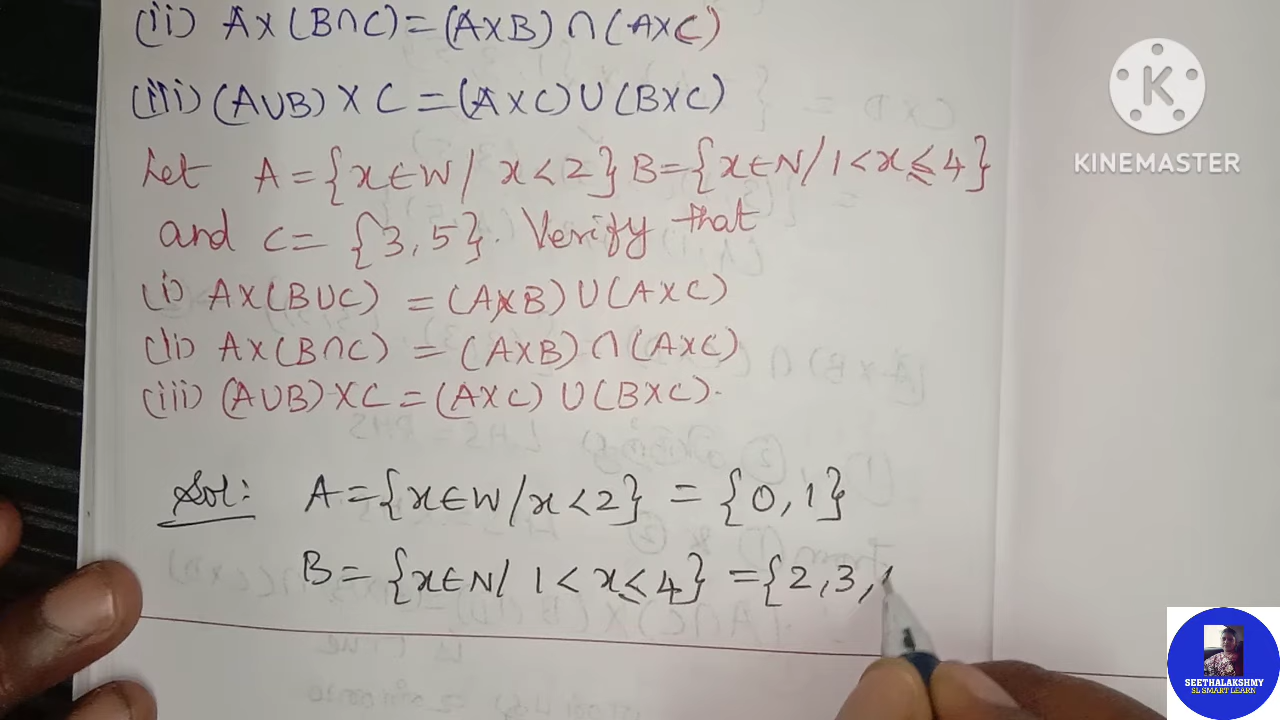 (ii) A×(B∩C)=(A×B)∩(A×C)
(iii) (A∪B)×C=(A×C)∪(B×C)
Let A={x∈W/ x<2} B={x∈N/1<x≤4}
and C= {3,5}. Verify that
(i) A×(B∪C) =(A×B)∪(A×C)
(ii) A×(B∩C) =(A×B)∩(A×C)
(iii) (A∪B)×C=(A×C)∪(B×C).
Sol: A={x∈W/x<2} ={0,1}
B={x∈N/ 1<x≤4} ={2,3,
KINEMASTER
SEETHALAKSHMY
SL SMART LEARN